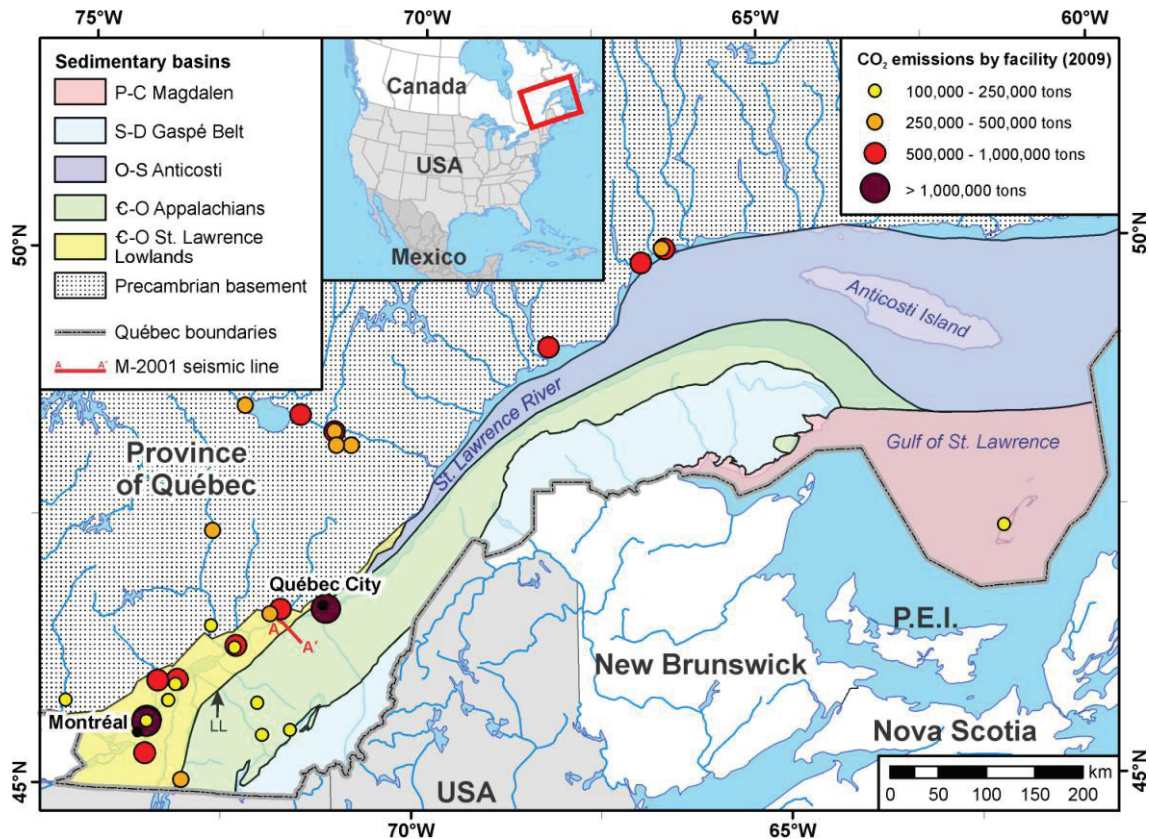 75°W 70°W 65°W 60°W
Sedimentary basins
P-C Magdalen
S-D Gaspé Belt
O-S Anticosti
Є-O Appalachians
Є-O St. Lawrence
Lowlands
Precambrian basement
Québec boundaries
A A'
M-2001 seismic line
Canada
USA
Mexico
CO₂ emissions by facility (2009)
100,000 - 250,000 tons
250,000 - 500,000 tons
500,000 - 1,000,000 tons
> 1,000,000 tons
50°N
50°N
Anticosti Island
St. Lawrence River
Gulf of St. Lawrence
Province
of Québec
Québec City
A
A'
P.E.I.
New Brunswick
Montréal
LL
Nova Scotia
USA
km
0 50 100 150 200
45°N
45°N
70°W 65°W